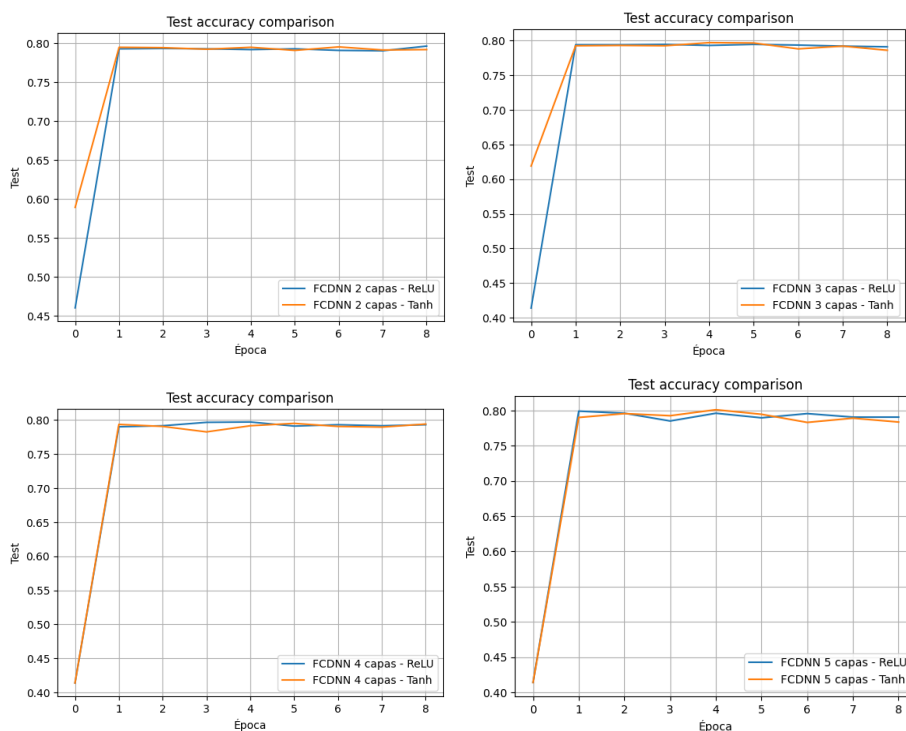 Test accuracy comparison
0.80
0.75
0.70
0.65
0.60
0.55
0.50
0.45
Test
FCDNN 2 capas - ReLU
FCDNN 2 capas - Tanh
0 1 2 3 4 5 6 7 8
Época
Test accuracy comparison
0.80
0.75
0.70
0.65
0.60
0.55
0.50
0.45
0.40
Test
FCDNN 3 capas - ReLU
FCDNN 3 capas - Tanh
0 1 2 3 4 5 6 7 8
Época
Test accuracy comparison
0.80
0.75
0.70
0.65
0.60
0.55
0.50
0.45
0.40
Test
FCDNN 4 capas - ReLU
FCDNN 4 capas - Tanh
0 1 2 3 4 5 6 7 8
Época
Test accuracy comparison
0.80
0.75
0.70
0.65
0.60
0.55
0.50
0.45
0.40
Test
FCDNN 5 capas - ReLU
FCDNN 5 capas - Tanh
0 1 2 3 4 5 6 7 8
Época